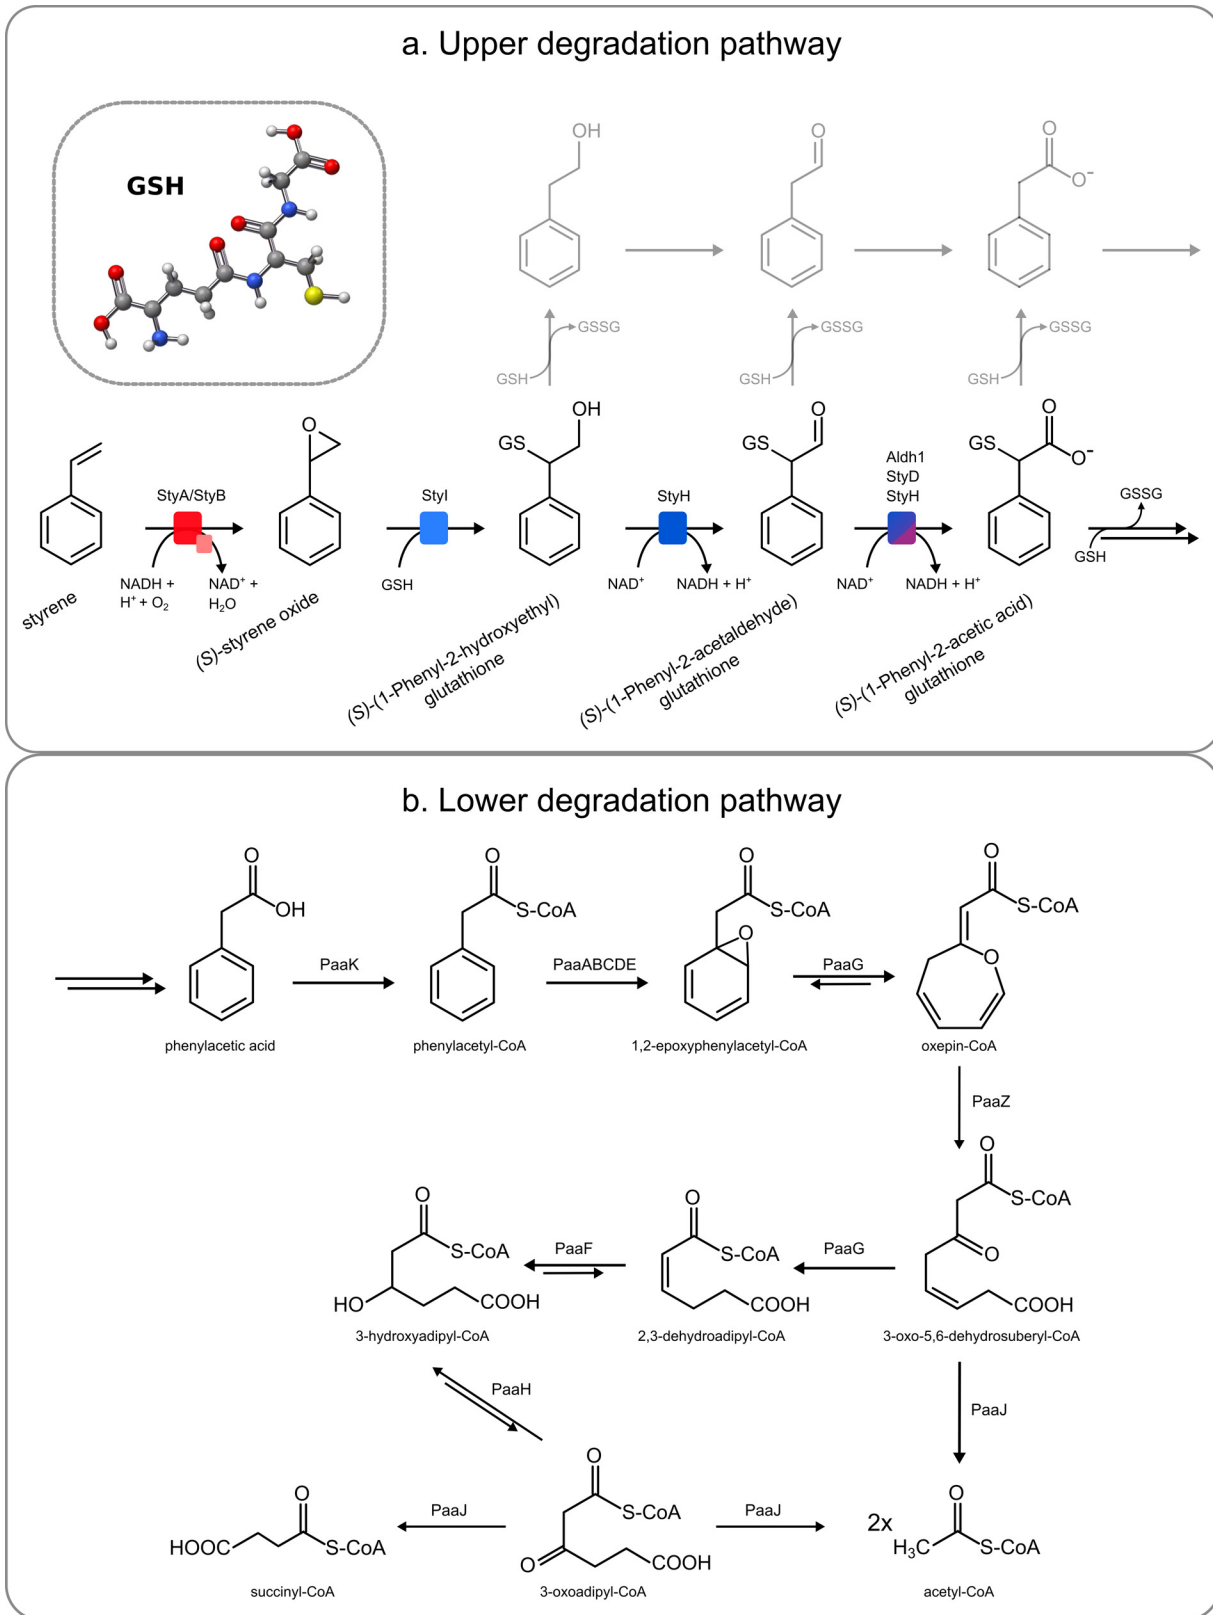 a. Upper degradation pathway
GSH
OH
O
O
O⁻
GSH
GSSG
GSH
GSSG
GSH
GSSG
O
GS
OH
GS
O
GS
O
O⁻
StyA/StyB
StyI
StyH
Aldh1
StyD
StyH
GSSG
NADH +
H⁺ + O₂
NAD⁺ +
H₂O
GSH
NAD⁺
NADH + H⁺
NAD⁺
NADH + H⁺
GSH
styrene
(S)-styrene oxide
(S)-(1-Phenyl-2-hydroxyethyl)
glutathione
(S)-(1-Phenyl-2-acetaldehyde)
glutathione
(S)-(1-Phenyl-2-acetic acid)
glutathione
b. Lower degradation pathway
O
OH
O
S-CoA
O
S-CoA
O
O
S-CoA
O
PaaK
PaaABCDE
PaaG
phenylacetic acid
phenylacetyl-CoA
1,2-epoxyphenylacetyl-CoA
oxepin-CoA
PaaZ
O
S-CoA
HO
COOH
PaaF
O
S-CoA
COOH
PaaG
O
S-CoA
O
COOH
3-hydroxyadipyl-CoA
2,3-dehydroadipyl-CoA
3-oxo-5,6-dehydrosuberyl-CoA
PaaH
PaaJ
HOOC
O
S-CoA
PaaJ
O
S-CoA
O
COOH
PaaJ
2x
H₃C
O
S-CoA
succinyl-CoA
3-oxoadipyl-CoA
acetyl-CoA